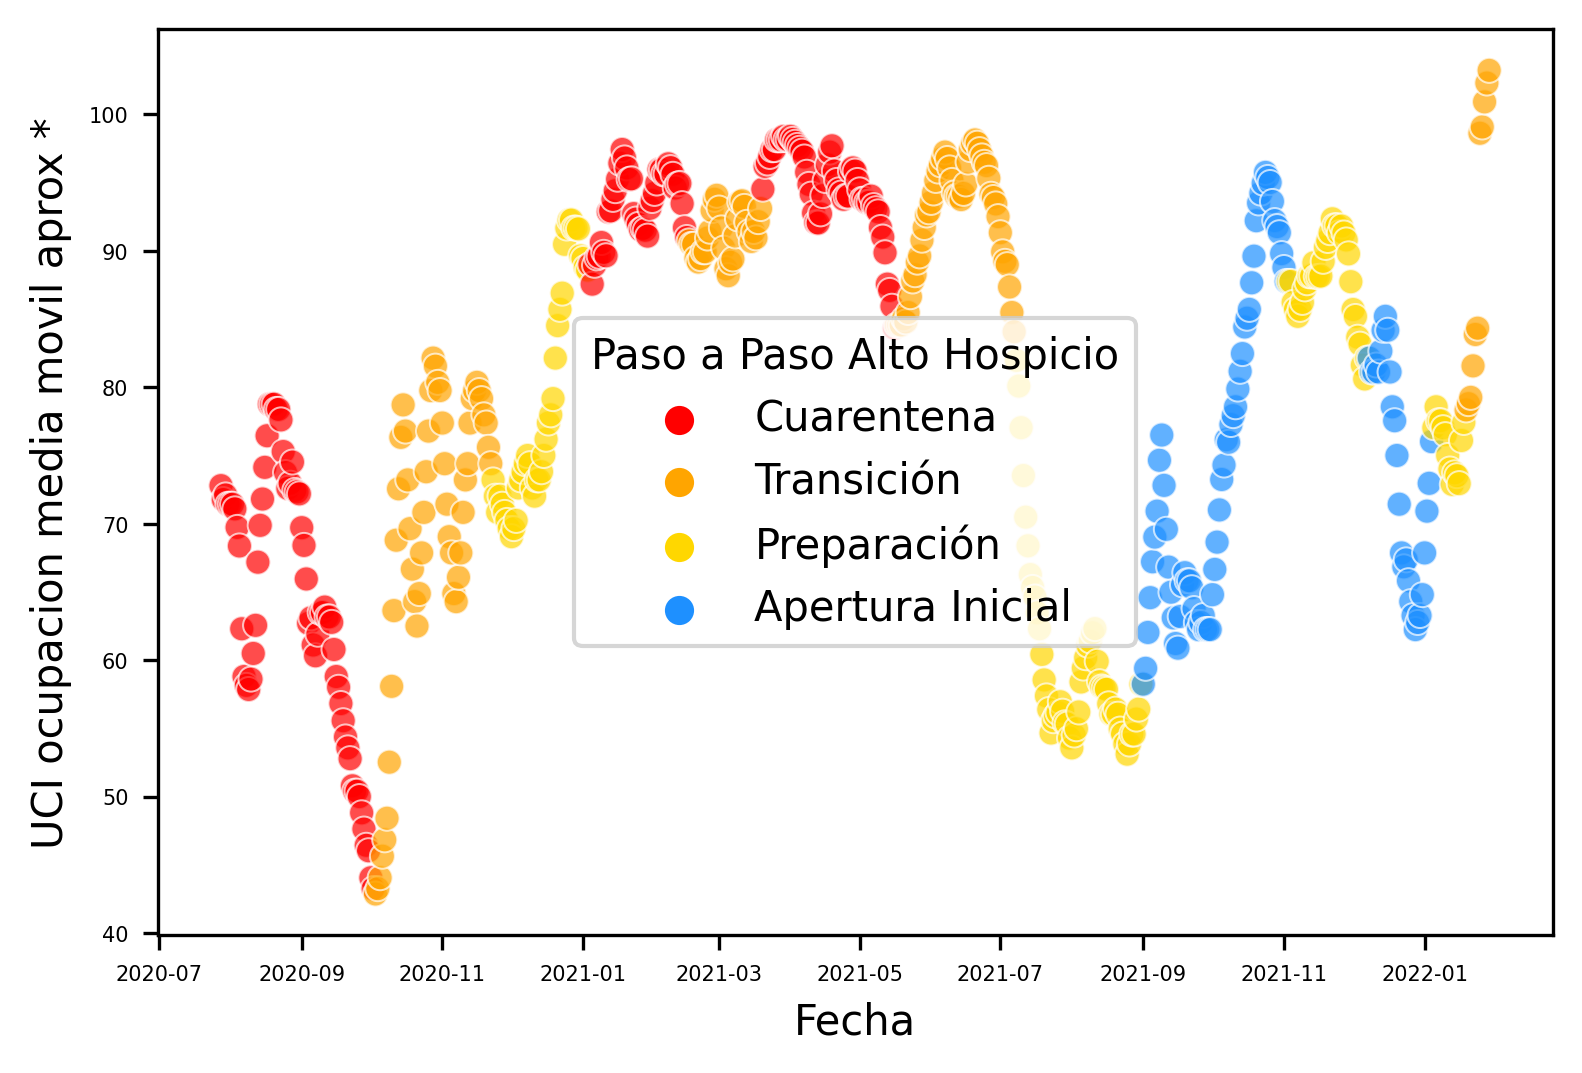 UCI ocupacion media movil aprox *
100
90
80
70
60
50
40
Paso a Paso Alto Hospicio
Cuarentena
Transición
Preparación
Apertura Inicial
2020-07 2020-09 2020-11 2021-01 2021-03 2021-05 2021-07 2021-09 2021-11 2022-01
Fecha